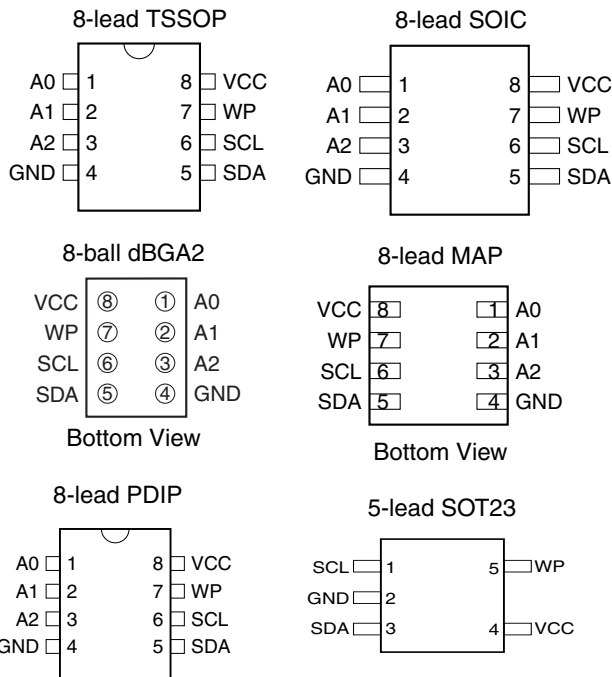 8-lead TSSOP
A0 1 8 VCC
A1 2 7 WP
A2 3 6 SCL
GND 4 5 SDA
8-lead SOIC
A0 1 8 VCC
A1 2 7 WP
A2 3 6 SCL
GND 4 5 SDA
8-ball dBGA2
VCC 8 1 A0
WP 7 2 A1
SCL 6 3 A2
SDA 5 4 GND
Bottom View
8-lead MAP
VCC 8 1 A0
WP 7 2 A1
SCL 6 3 A2
SDA 5 4 GND
Bottom View
8-lead PDIP
A0 1 8 VCC
A1 2 7 WP
A2 3 6 SCL
GND 4 5 SDA
5-lead SOT23
SCL 1 5 WP
GND 2
SDA 3 4 VCC